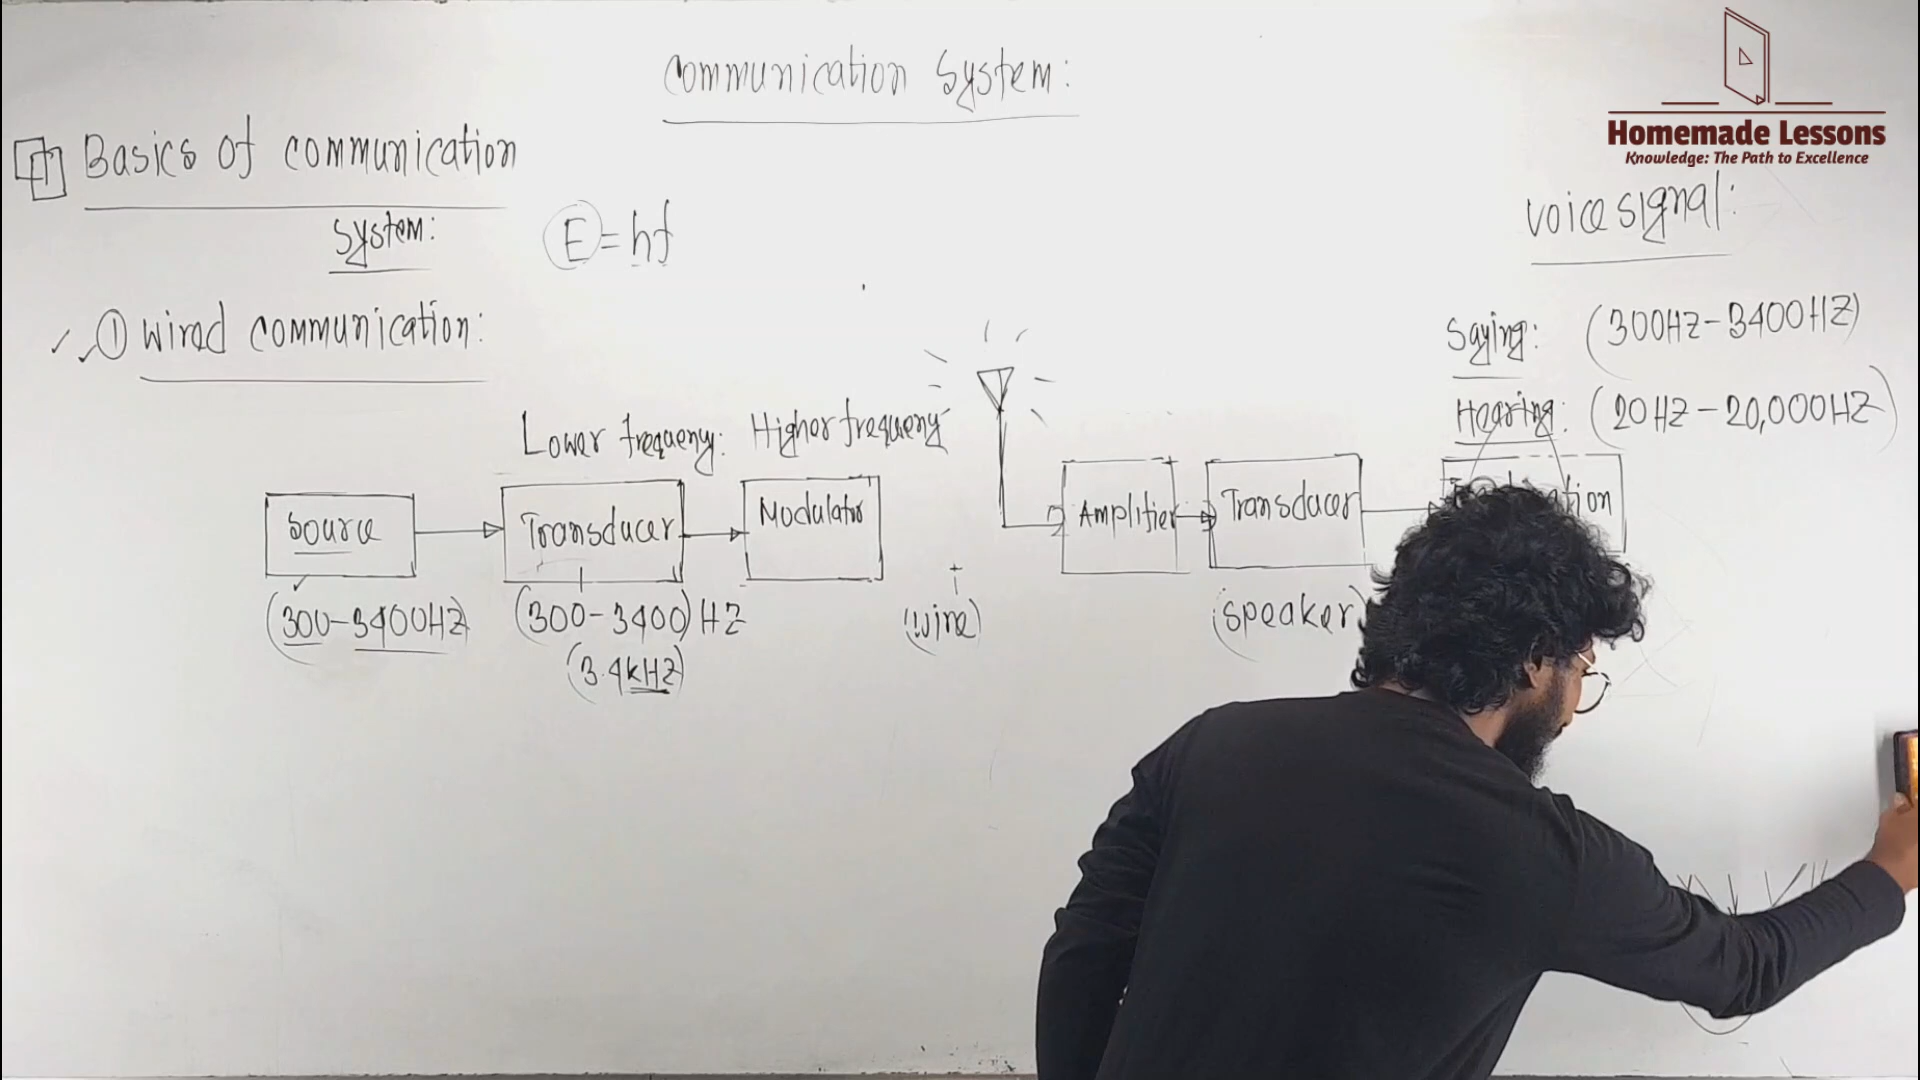 Communication System:
Homemade Lessons
Knowledge: The Path to Excellence
Basics of communication
System:
E=hf
voice signal:
① wired communication:
Saying: (300HZ-3400HZ)
Hearing: (20HZ-20,000HZ)
Lower frequeny: Higher frequeny
Source
Transducer
Modulator
Amplifier
Transducer
(300-3400HZ)
(300-3400)HZ
(wire)
(speaker)
(3.4kHZ)